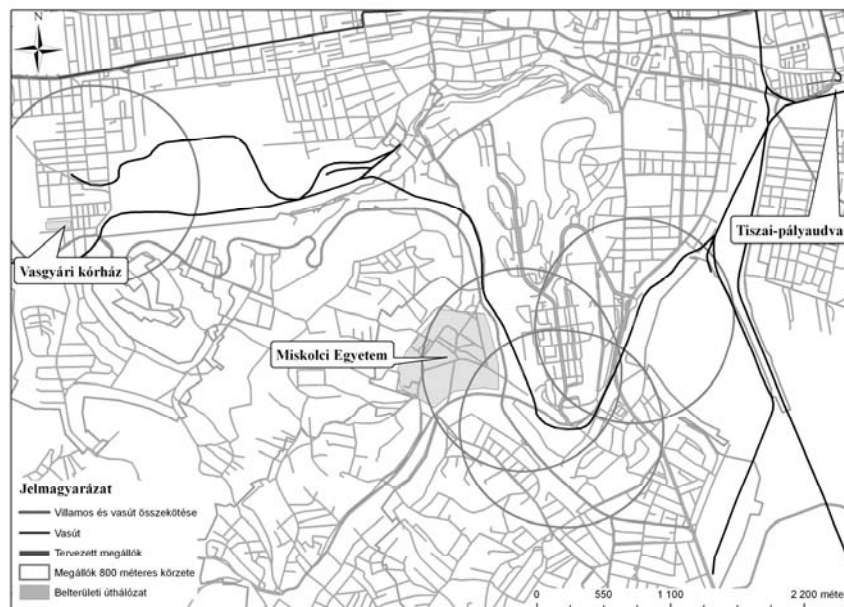 N
Tiszai-pályaudva
Vasgyári kórház
Miskolci Egyetem
Jelmagyarázat
Villamos és vasút összekötése
Vasút
Tervezett megállók
Megállók 800 méteres körzete
Belterületi úthálózat
0 550 1 100 2 200 méte